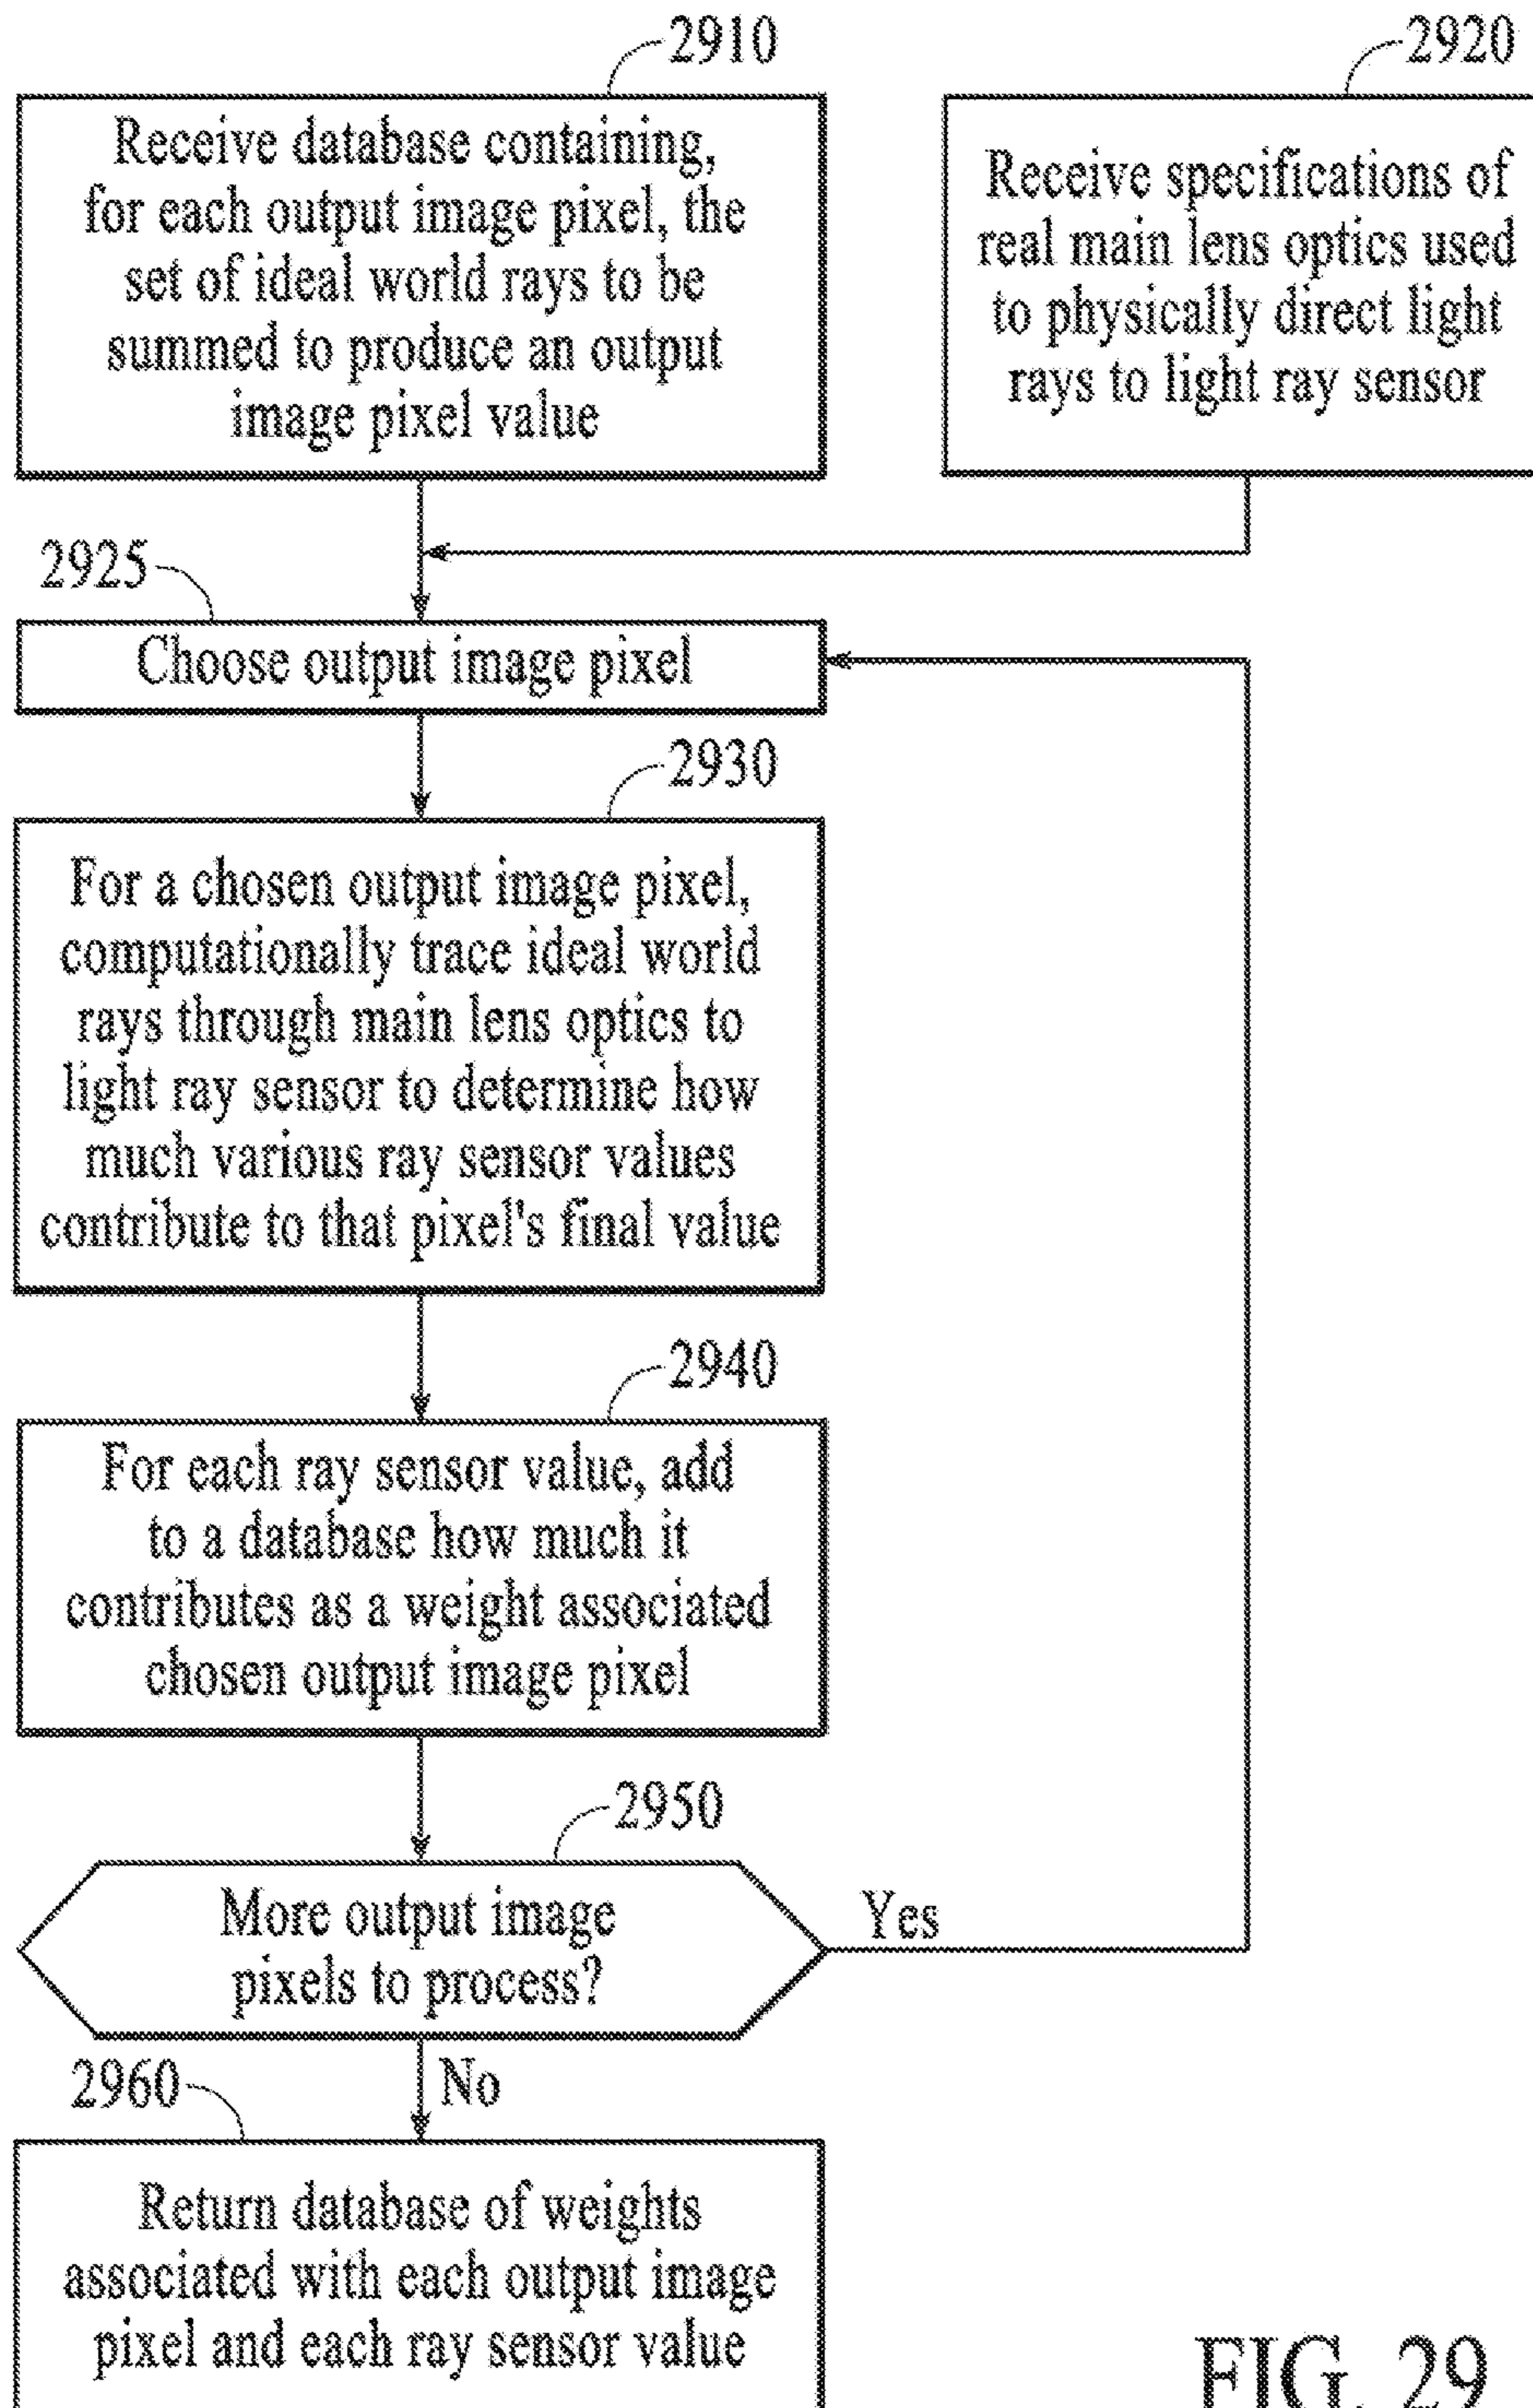 2910
Receive database containing,
for each output image pixel, the
set of ideal world rays to be
summed to produce an output
image pixel value
2920
Receive specifications of
real main lens optics used
to physically direct light
rays to light ray sensor
2925
Choose output image pixel
2930
For a chosen output image pixel,
computationally trace ideal world
rays through main lens optics to
light ray sensor to determine how
much various ray sensor values
contribute to that pixel's final value
2940
For each ray sensor value, add
to a database how much it
contributes as a weight associated
chosen output image pixel
2950
More output image
pixels to process?
Yes
No
2960
Return database of weights
associated with each output image
pixel and each ray sensor value
FIG. 29